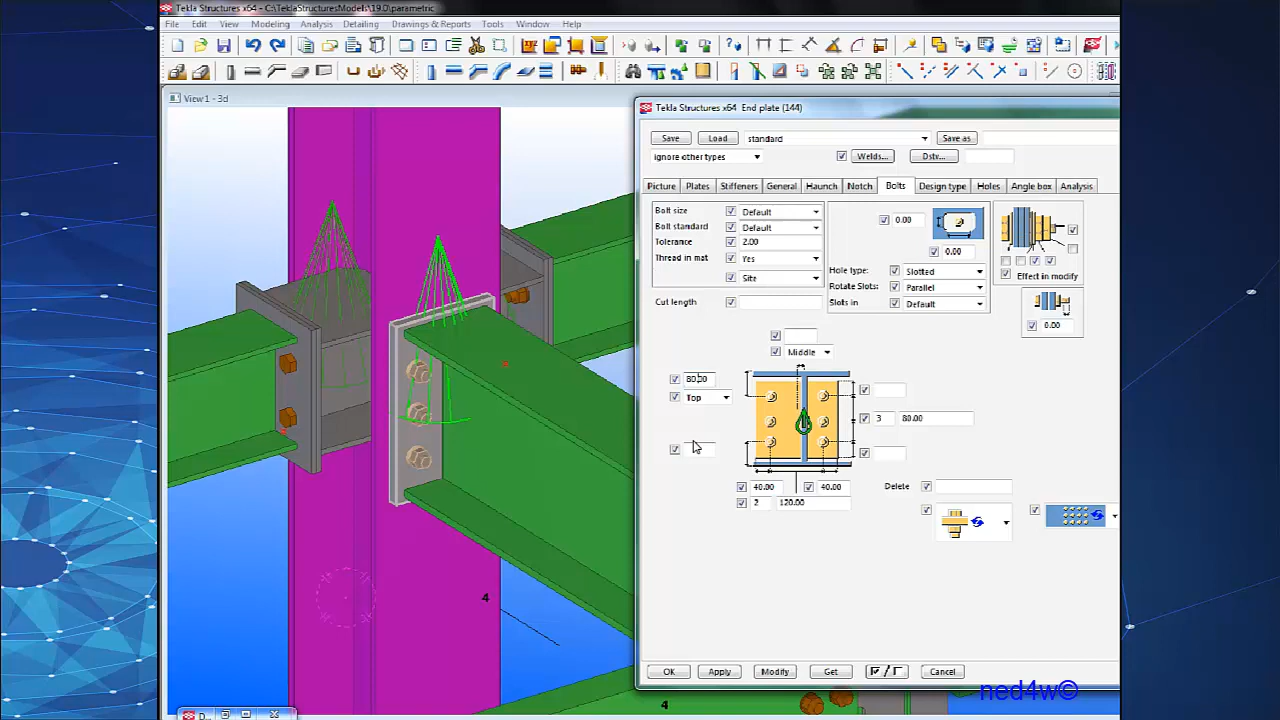 Tekla Structures x64 - C:\TeklaStructuresModels\19.0\parametric
File Edit View Modeling Analysis Detailing Drawings & Reports Tools Window Help
View 1 - 3d
Tekla Structures x64 End plate (144)
Save Load standard Save as
ignore other types Welds... Dstv...
Picture Plates Stiffeners General Haunch Notch Bolts Design type Holes Angle box Analysis
Bolt size Default
Bolt standard Default
Tolerance 2.00
Thread in mat Yes
Site
Cut length
0.00
0.00
Hole type: Slotted
Rotate Slots: Parallel
Slots in Default
Effect in modify
0.00
Middle
80.00
Top
3 80.00
40.00 40.00
2 120.00
Delete
4
4
OK Apply Modify Get / Cancel
ned4w©
D...